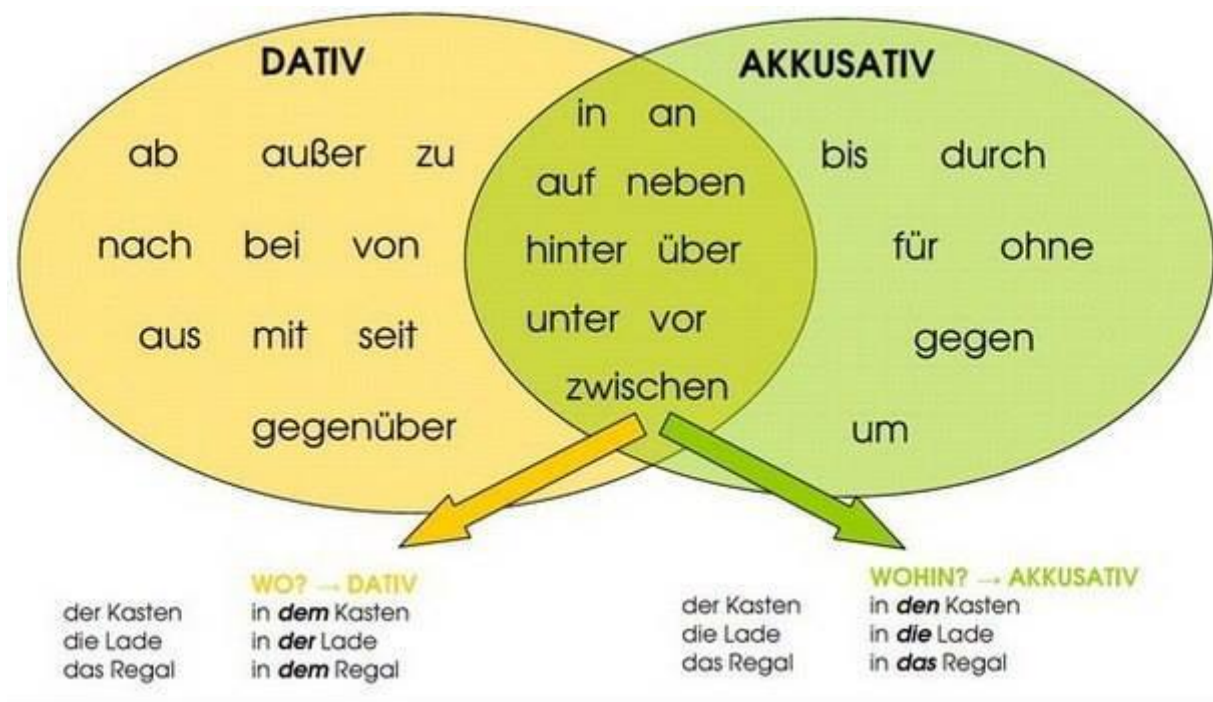 DATIV
AKKUSATIV
ab außer zu
nach bei von
aus mit seit
gegenüber
in an
auf neben
hinter über
unter vor
zwischen
bis durch
für ohne
gegen
um
WO? → DATIV
der Kasten in dem Kasten
die Lade in der Lade
das Regal in dem Regal
WOHIN? → AKKUSATIV
der Kasten in den Kasten
die Lade in die Lade
das Regal in das Regal